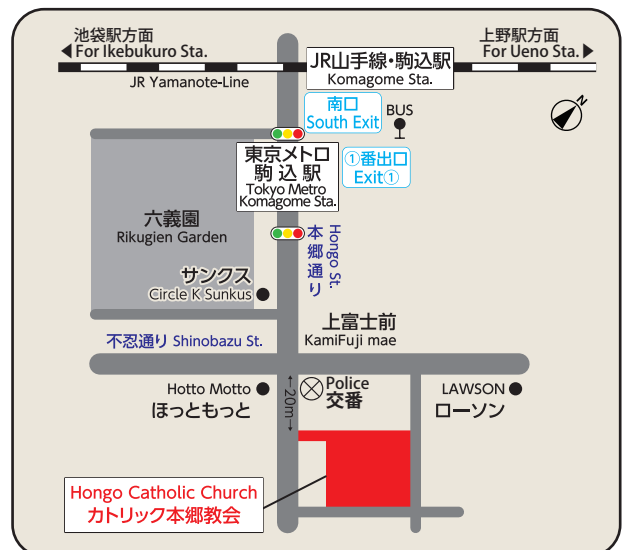 池袋駅方面
For Ikebukuro Sta.
上野駅方面
For Ueno Sta.
JR山手線・駒込駅
Komagome Sta.
JR Yamanote-Line
N
南口
South Exit
BUS
東京メトロ
駒込駅
Tokyo Metro
Komagome Sta.
①番出口
Exit①
六義園
Rikugien Garden
本郷通り
Hongo St.
サンクス
Circle K Sunkus
上富士前
KamiFuji mae
不忍通り Shinobazu St.
Hotto Motto
ほっともっと
←20m→
Police
交番
LAWSON
ローソン
Hongo Catholic Church
カトリック本郷教会